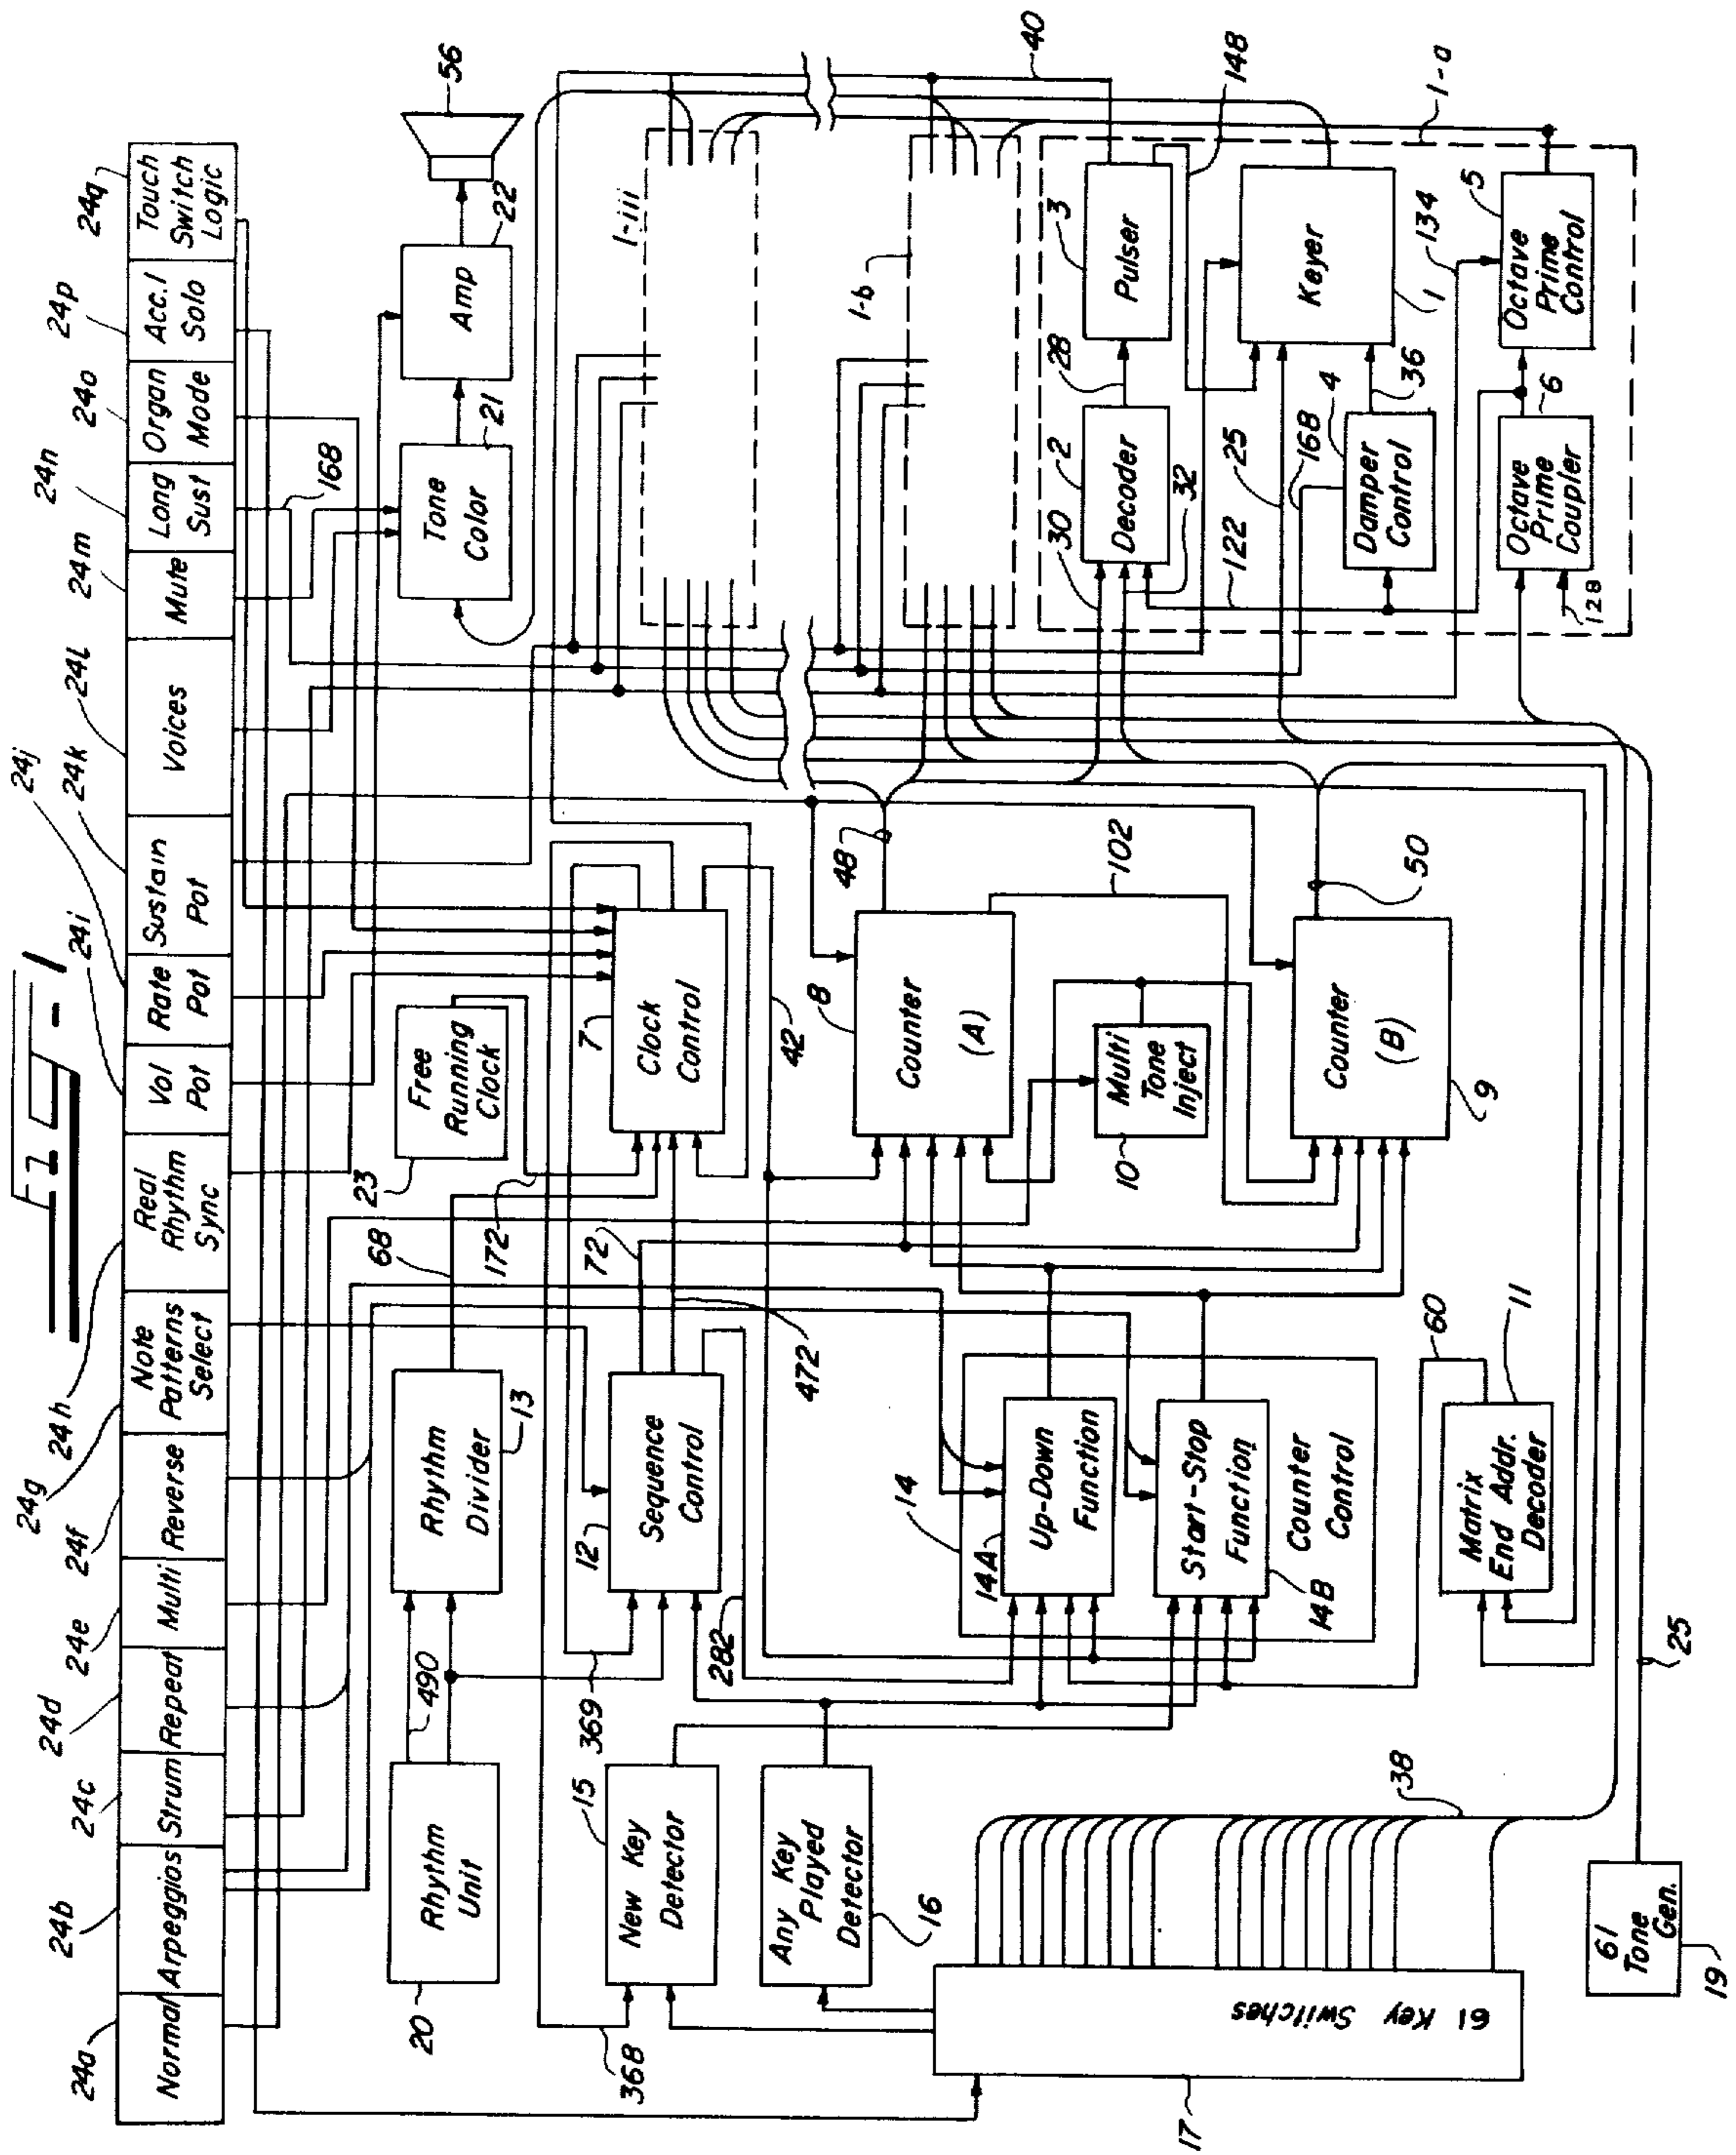 FIG-1
24a
24b
24c
24d
24e
24f
24g
24h
24i
24j
24k
24l
24m
24n
24o
24p
24q
Normal
Arpeggios
Strum
Repeat
Multi
Reverse
Note
Patterns
Select
Real
Rhythm
Sync
Vol
Pot
Rate
Pot
Sustain
Pot
Voices
Mute
Long
Sust
Organ
Mode
Acc.1
Solo
Touch
Switch
Logic
168
Rhythm
Unit
20
490
Rhythm
Divider
13
68
172
23
Free
Running
Clock
Tone
Color
21
Amp
22
56
368
15
New Key
Detector
369
12
Sequence
Control
72
472
282
7
Clock
Control
42
1-iii
Any Key
Played
Detector
16
14
14A
Up-Down
Function
Start-Stop
Function
14B
Counter
Control
8
Counter
(A)
48
102
10
Multi
Tone
Inject
Counter
(B)
9
50
1-b
40
148
1-a
17
61 Key Switches
38
60
Matrix
End Addr.
Decoder
11
30
2
Decoder
32
28
3
Pulser
122
25
168
Damper
Control
4
36
Keyer
1
134
128
Octave
Prime
Coupler
6
Octave
Prime
Control
5
61
Tone
Gen.
19
25